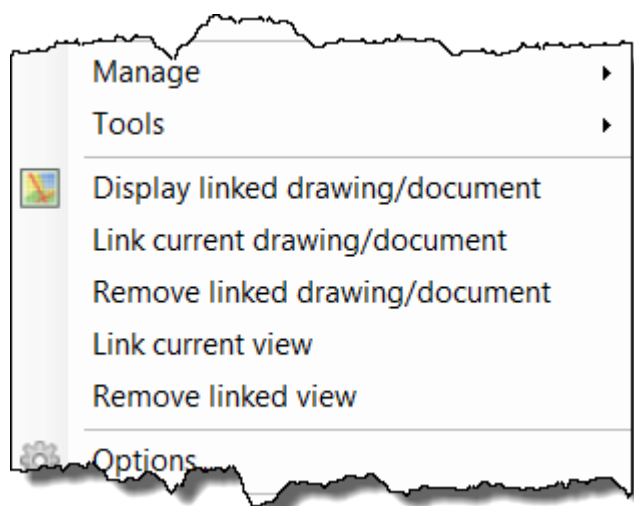 Manage
Tools
Display linked drawing/document
Link current drawing/document
Remove linked drawing/document
Link current view
Remove linked view
Options